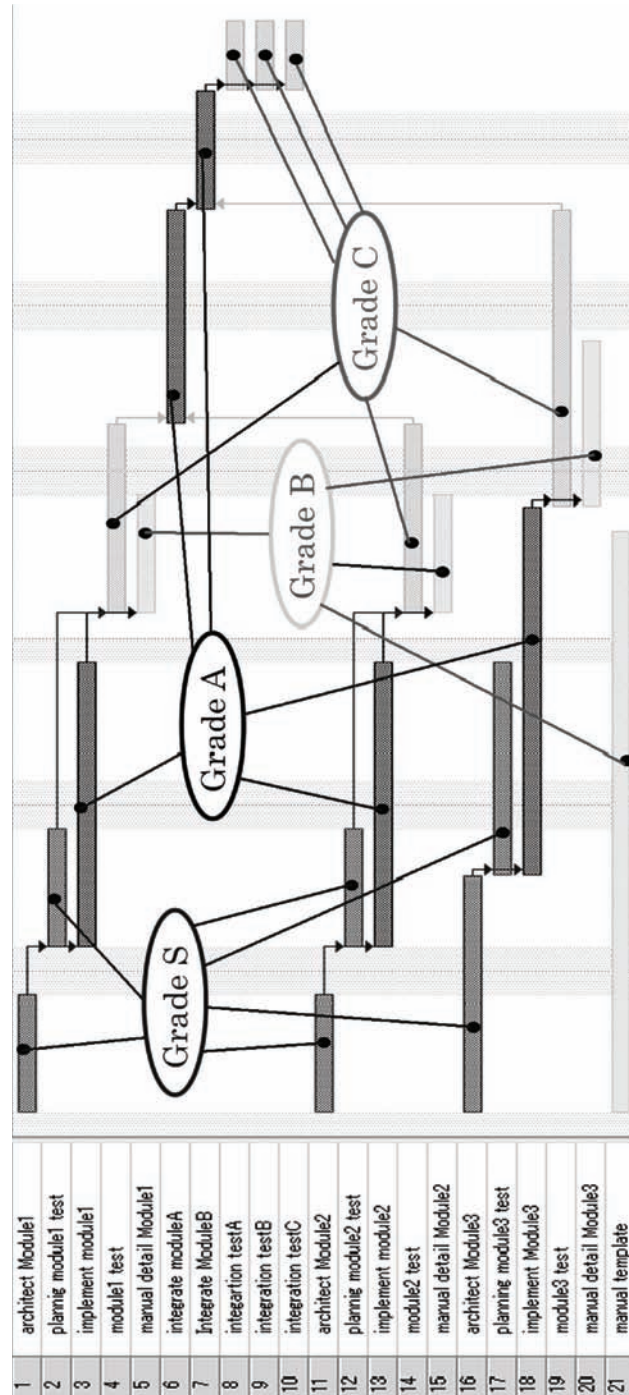 1 architect Module1
2 plannig module1 test
3 implement module1
4 module1 test
5 manual detail Module1
6 integrate moduleA
7 Integrate ModuleB
8 integartion testA
9 integration testB
10 integration testC
11 architect Module2
12 planning module2 test
13 implement module2
14 module2 test
15 manual detail Module2
16 architect Module3
17 planning module3 test
18 implement Module3
19 module3 test
20 manual detail Module3
21 manual template
Grade S
Grade A
Grade B
Grade C